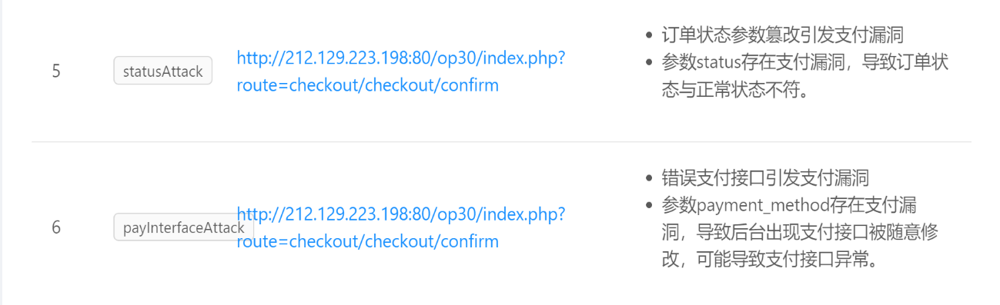 5
statusAttack
http://212.129.223.198:80/op30/index.php?
route=checkout/checkout/confirm
订单状态参数篡改引发支付漏洞
参数status存在支付漏洞，导致订单状
态与正常状态不符。
6
payInterfaceAttack
http://212.129.223.198:80/op30/index.php?
route=checkout/checkout/confirm
错误支付接口引发支付漏洞
参数payment_method存在支付漏
洞，导致后台出现支付接口被随意修
改，可能导致支付接口异常。